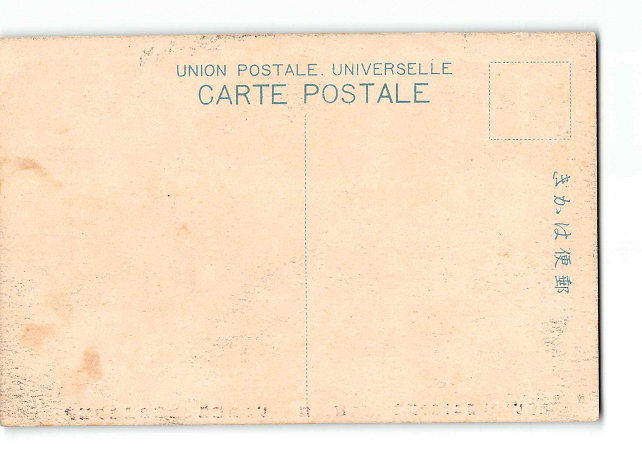 UNION POSTALE. UNIVERSELLE
CARTE POSTALE
きかは便郵